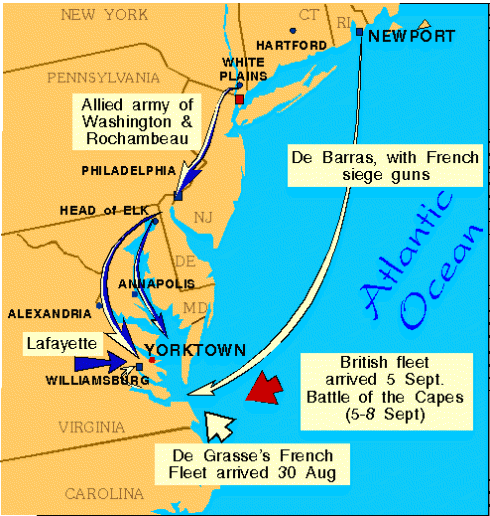 NEW YORK
CT
RI
NEWPORT
HARTFORD
WHITE
PLAINS
PENNSYLVANIA
Allied army of
Washington &
Rochambeau
De Barras, with French
siege guns
PHILADELPHIA
HEAD of ELK
NJ
Atlantic
Ocean
DE
ANNAPOLIS
MD
ALEXANDRIA
Lafayette
YORKTOWN
WILLIAMSBURG
British fleet
arrived 5 Sept.
Battle of the Capes
(5-8 Sept)
VIRGINIA
De Grasse's French
Fleet arrived 30 Aug
CAROLINA